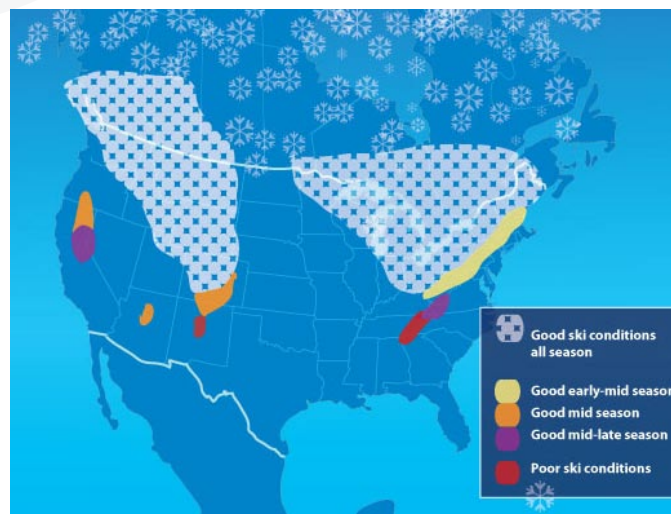 Good ski conditions
all season
Good early-mid season
Good mid season
Good mid-late season
Poor ski conditions